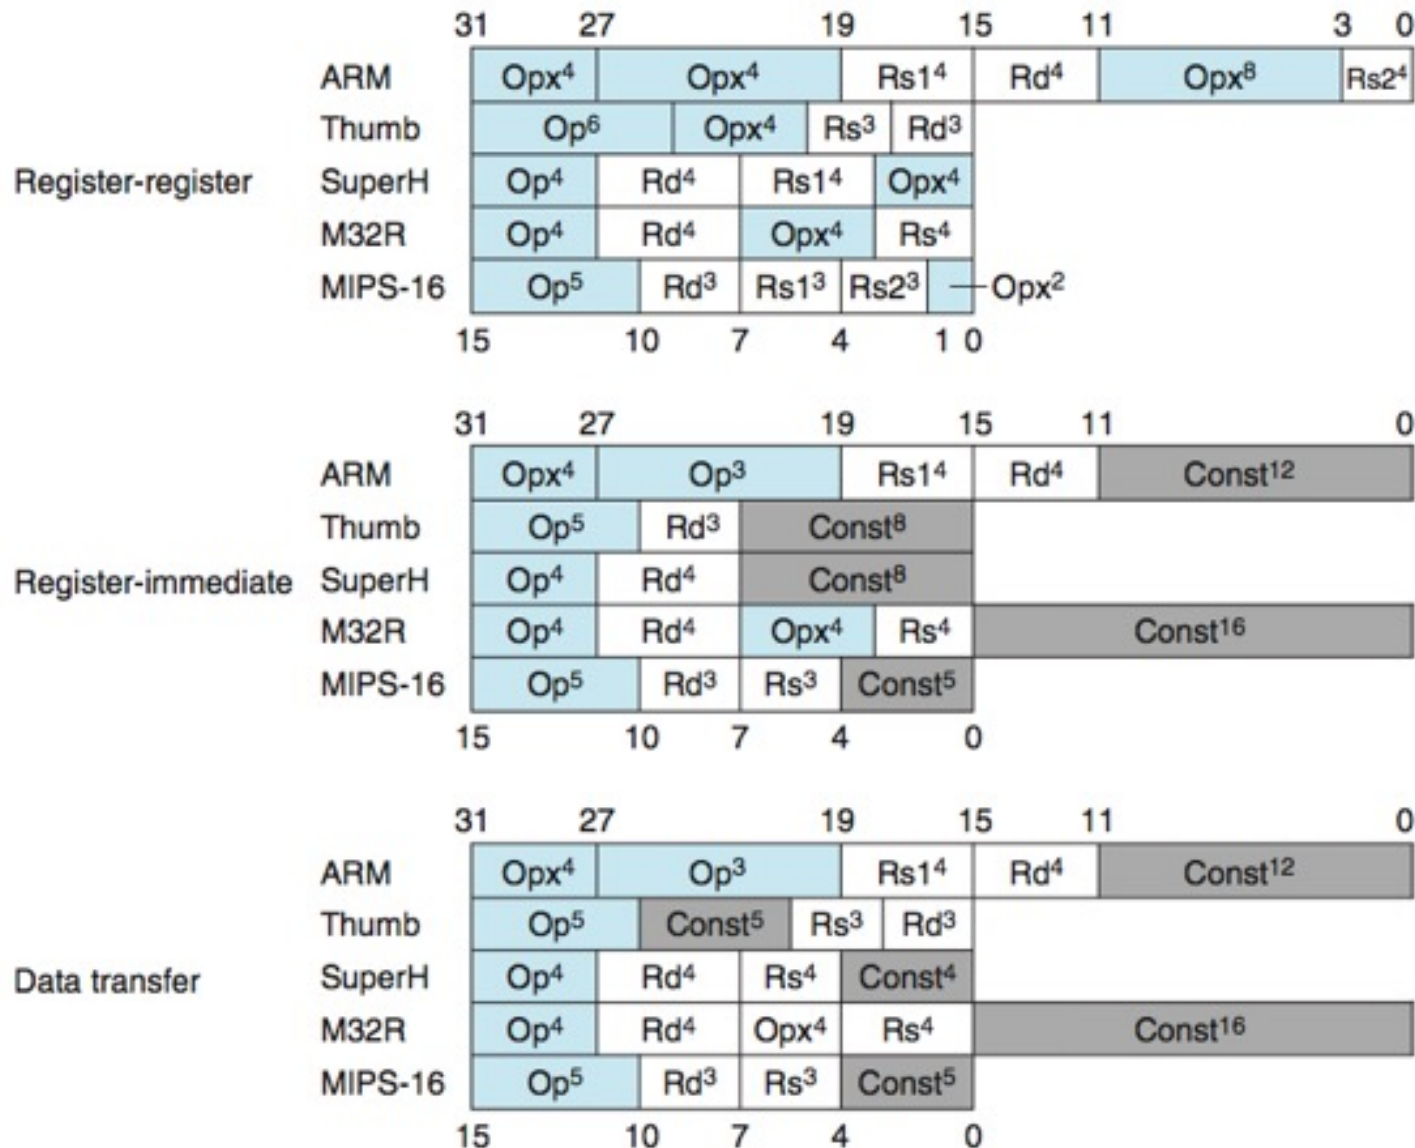 31 27 19 15 11 3 0
ARM Opx⁴ Opx⁴ Rs1⁴ Rd⁴ Opx⁸ Rs2⁴
Thumb Op⁶ Opx⁴ Rs³ Rd³
Register-register SuperH Op⁴ Rd⁴ Rs1⁴ Opx⁴
M32R Op⁴ Rd⁴ Opx⁴ Rs⁴
MIPS-16 Op⁵ Rd³ Rs1³ Rs2³ Opx²
15 10 7 4 1 0
31 27 19 15 11 0
ARM Opx⁴ Op³ Rs1⁴ Rd⁴ Const¹²
Thumb Op⁵ Rd³ Const⁸
Register-immediate SuperH Op⁴ Rd⁴ Const⁸
M32R Op⁴ Rd⁴ Opx⁴ Rs⁴ Const¹⁶
MIPS-16 Op⁵ Rd³ Rs³ Const⁵
15 10 7 4 0
31 27 19 15 11 0
ARM Opx⁴ Op³ Rs1⁴ Rd⁴ Const¹²
Thumb Op⁵ Const⁵ Rs³ Rd³
Data transfer SuperH Op⁴ Rd⁴ Rs⁴ Const⁴
M32R Op⁴ Rd⁴ Opx⁴ Rs⁴ Const¹⁶
MIPS-16 Op⁵ Rd³ Rs³ Const⁵
15 10 7 4 0